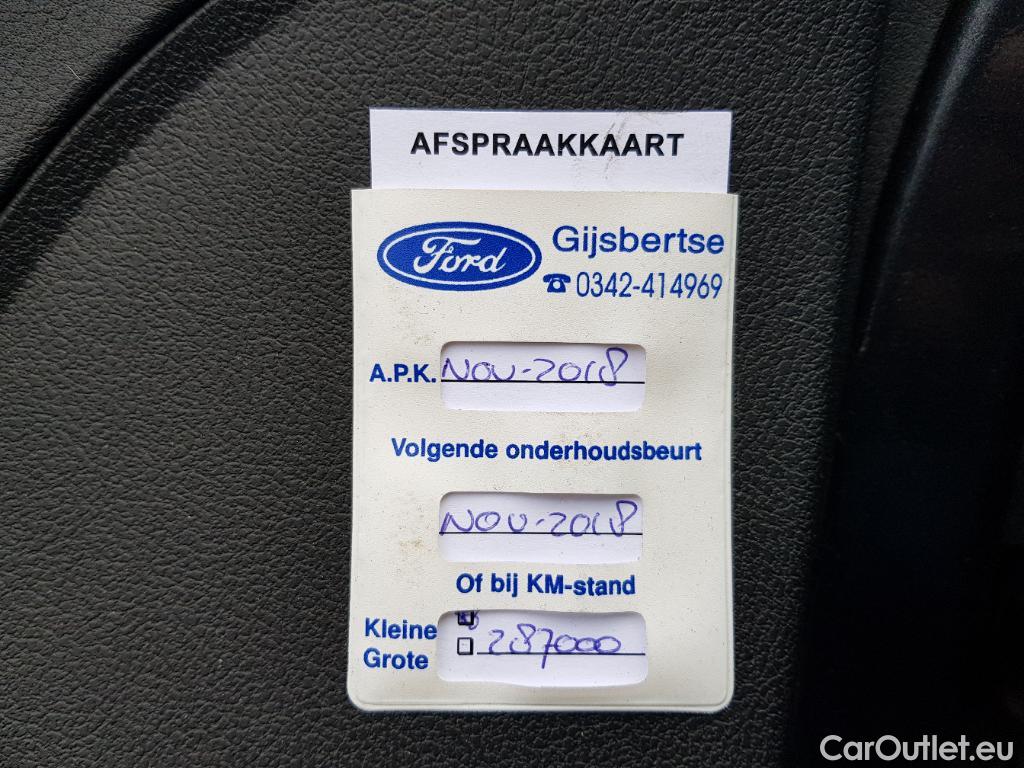 AFSPRAAKKAART
Ford Gijsbertse
☎ 0342-414969
A.P.K. NOV-2018
Volgende onderhoudsbeurt
NOV-2018
Of bij KM-stand
Kleine
Grote 287000
CarOutlet.eu